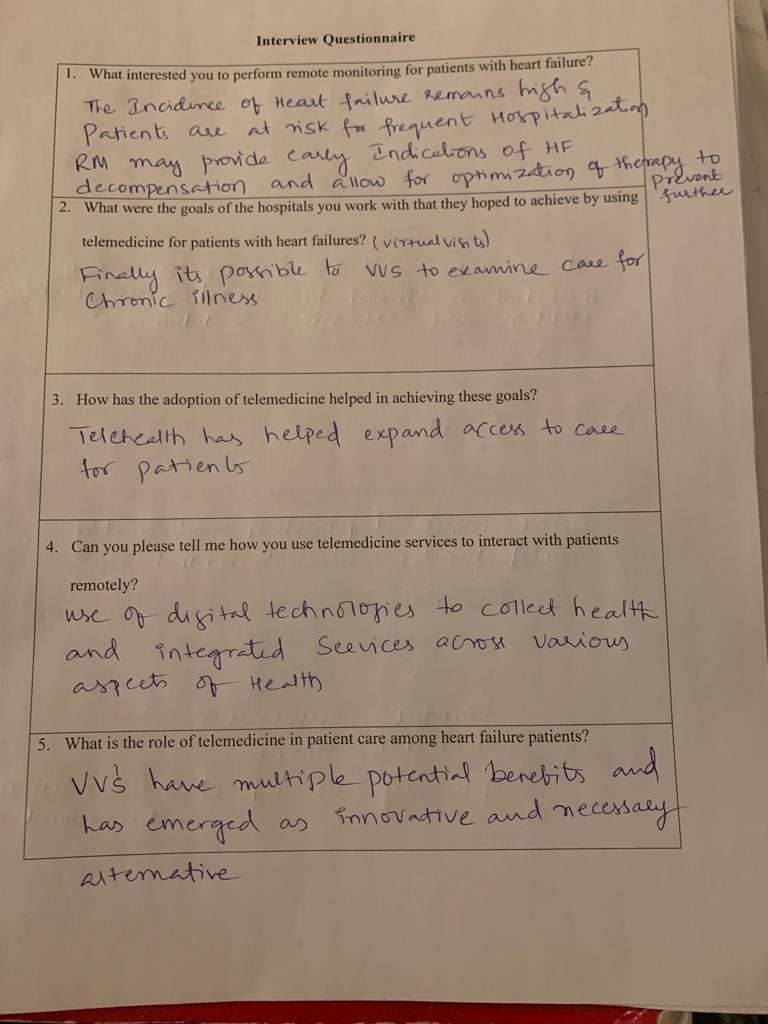 Interview Questionnaire
1. What interested you to perform remote monitoring for patients with heart failure?
The Incidence of Heart failure remains high &
Patients are at risk for frequent Hospitalization
RM may provide early Indications of HF
decompensation and allow for optimization of therapy to
prevent
further
2. What were the goals of the hospitals you work with that they hoped to achieve by using
telemedicine for patients with heart failures? (virtual visits)
Finally its possible to VVS to examine care for
Chronic illness
3. How has the adoption of telemedicine helped in achieving these goals?
Telehealth has helped expand access to care
for patients
4. Can you please tell me how you use telemedicine services to interact with patients
remotely?
use of digital technologies to collect health
and integrated Services across various
aspects of Health
5. What is the role of telemedicine in patient care among heart failure patients?
VV's have multiple potential benefits and
has emerged as innovative and necessary
alternative